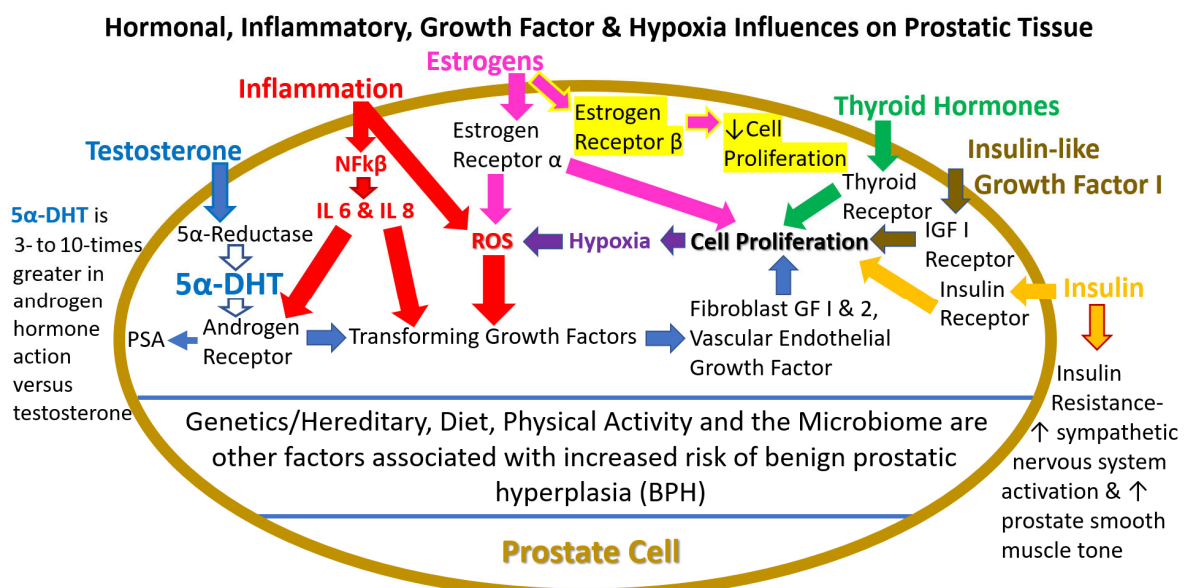 Hormonal, Inflammatory, Growth Factor & Hypoxia Influences on Prostatic Tissue
Estrogens
Inflammation
Thyroid Hormones
Testosterone
Estrogen
Receptor α
Estrogen
Receptor β
↓Cell
Proliferation
Insulin-like
Growth Factor I
NFkβ
IL 6 & IL 8
Thyroid
Receptor
5α-DHT is
3- to 10-times
greater in
androgen
hormone
action
versus
testosterone
5α-Reductase
5α-DHT
PSA
Androgen
Receptor
ROS
Hypoxia
Cell Proliferation
IGF I
Receptor
Insulin
Receptor
Insulin
Transforming Growth Factors
Fibroblast GF I & 2,
Vascular Endothelial
Growth Factor
Insulin
Resistance-
↑ sympathetic
nervous system
activation & ↑
prostate smooth
muscle tone
Genetics/Hereditary, Diet, Physical Activity and the Microbiome are
other factors associated with increased risk of benign prostatic
hyperplasia (BPH)
Prostate Cell